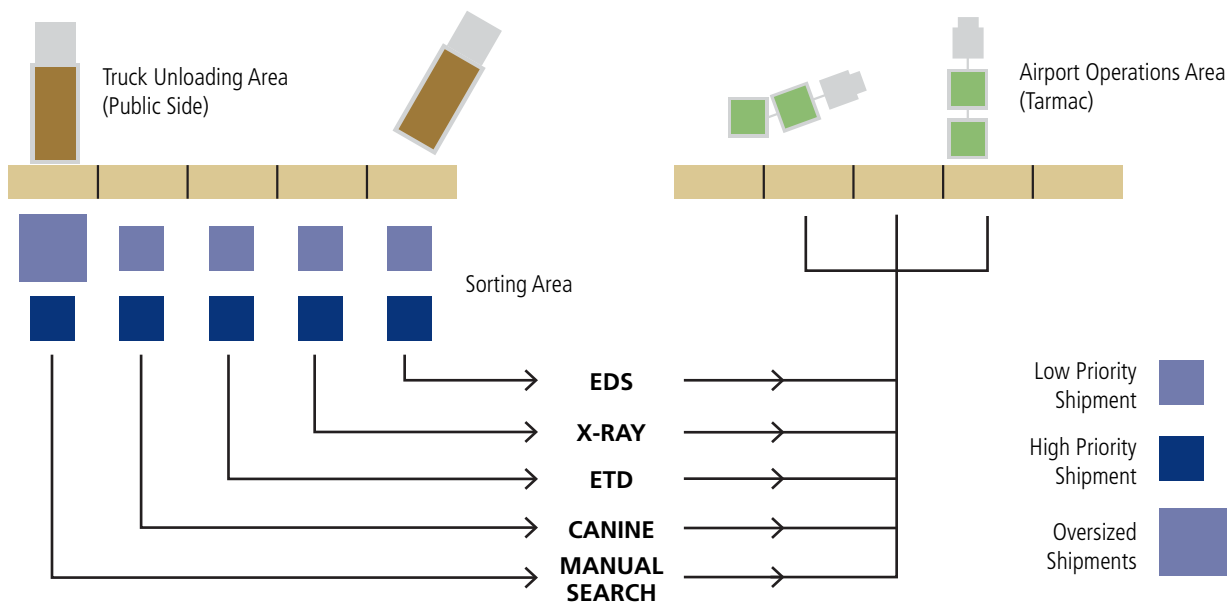 Truck Unloading Area
(Public Side)
Airport Operations Area
(Tarmac)
Sorting Area
EDS
X-RAY
ETD
CANINE
MANUAL
SEARCH
Low Priority
Shipment
High Priority
Shipment
Oversized
Shipments